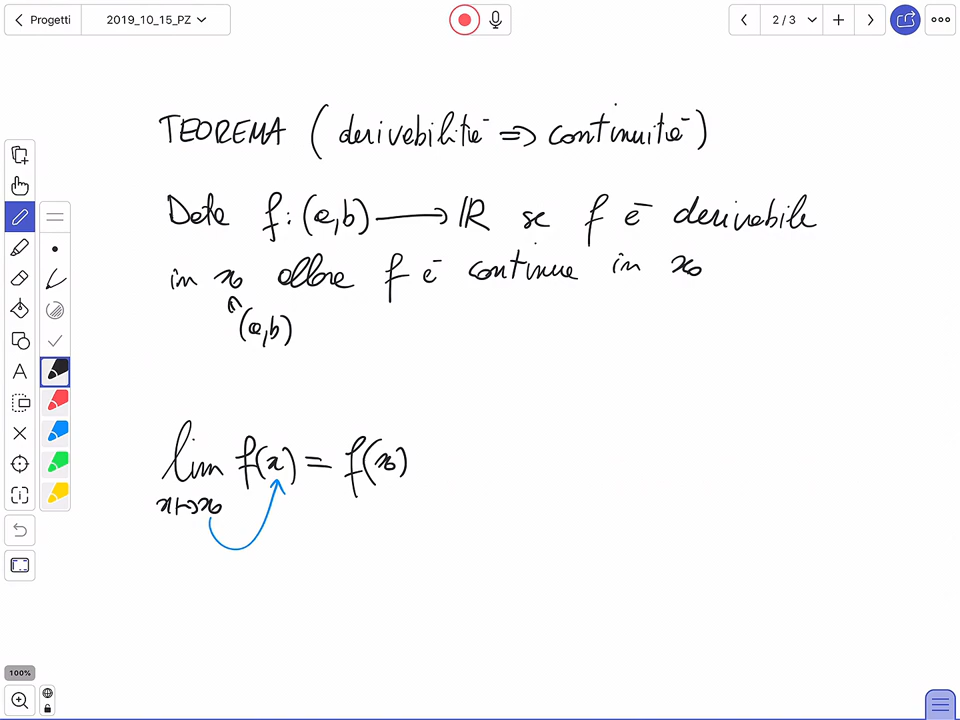 Progetti 2019_10_15_PZ 2/3
TEOREMA (derivabilità ⇒ continuità)
Data f: (a,b) ⟶ ℝ se f è derivabile
in x₀ allora f è continua in x₀
∩
(a,b)
lim f(x) = f(x₀)
x→x₀
A
100%